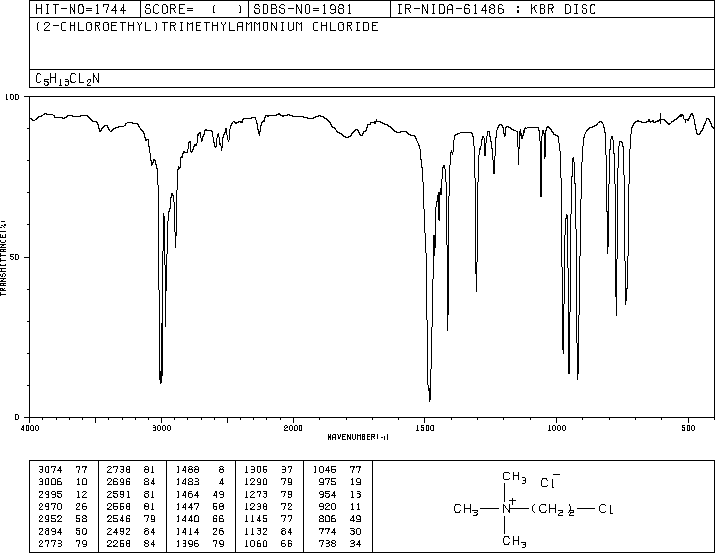 HIT-NO=1744 SCORE= ( ) SDBS-NO=1981 IR-NIDA-61486 : KBR DISC
(2-CHLOROETHYL)TRIMETHYLAMMONIUM CHLORIDE
C5H13CL2N
100
50
0
TRANSMITTANCE(%)
4000 3000 2000 1500 1000 500
WAVENUMBER(-1)
3074 77 2738 81 1488 8 1306 37 1046 77
3006 10 2696 84 1483 4 1290 79 975 19
2995 12 2591 81 1464 49 1273 79 954 13
2970 26 2568 81 1447 58 1238 72 920 11
2952 58 2546 79 1440 66 1145 77 806 49
2894 50 2492 84 1414 26 1132 84 774 30
2773 79 2268 84 1396 79 1060 66 738 34
CH3 Cl−
CH3 N+ (CH2)2 Cl
CH3